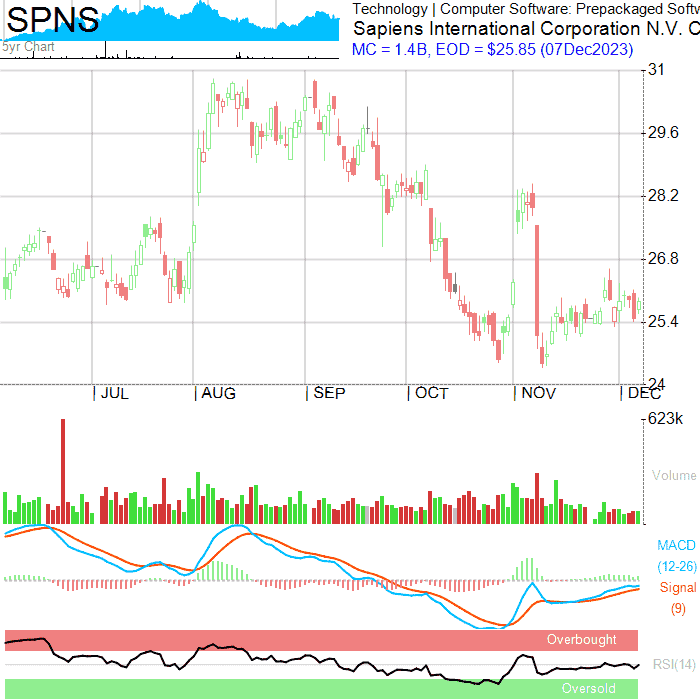 SPNS
5yr Chart
Technology | Computer Software: Prepackaged Softw
Sapiens International Corporation N.V. C
MC = 1.4B, EOD = $25.85 (07Dec2023)
31
29.6
28.2
26.8
25.4
24
JUL AUG SEP OCT NOV DEC
623k
Volume
MACD
(12-26)
Signal
(9)
Overbought
RSI(14)
Oversold